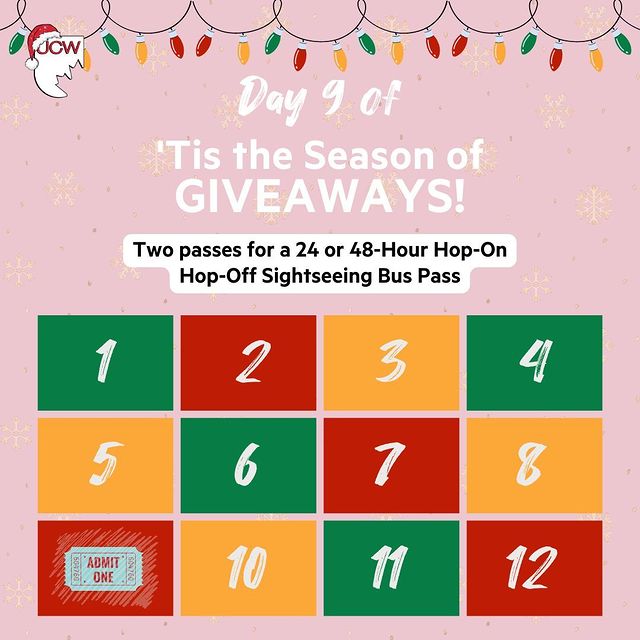 JCW
Day 9 of
'Tis the Season of
GIVEAWAYS!
Two passes for a 24 or 48-Hour Hop-On
Hop-Off Sightseeing Bus Pass
1 2 3 4
5 6 7 8
ADMIT
ONE
10 11 12